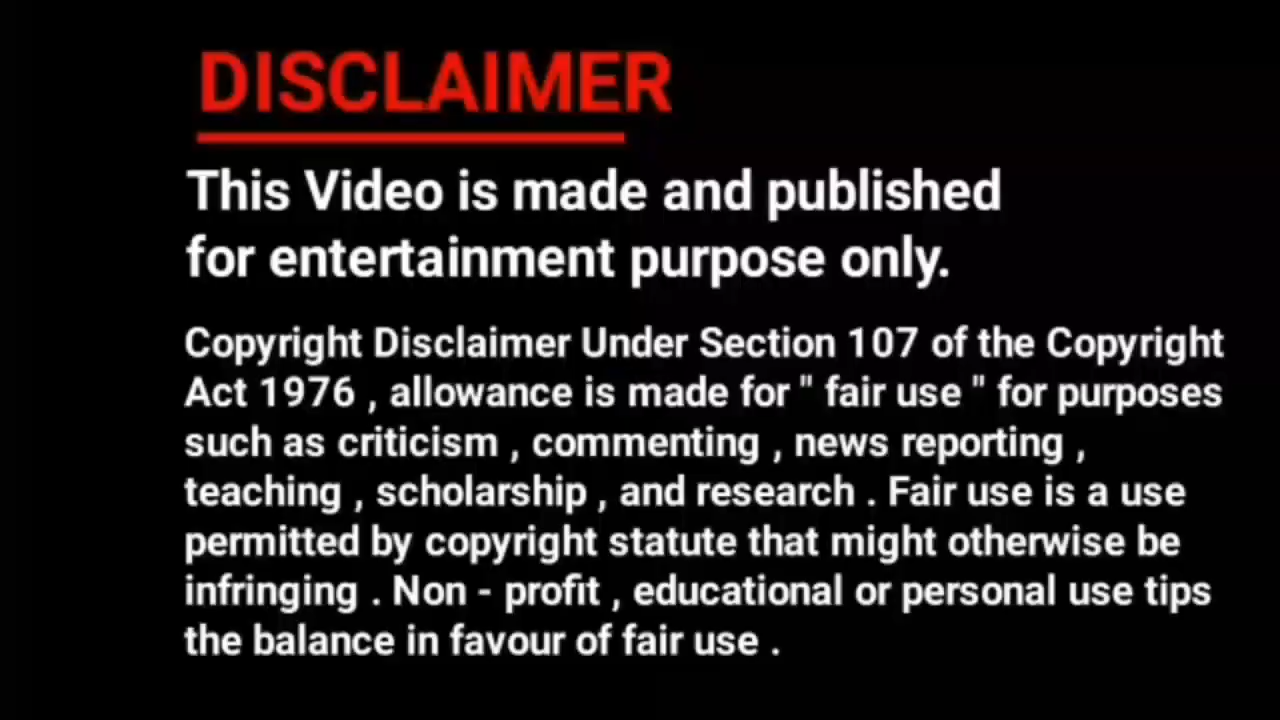 DISCLAIMER
This Video is made and published
for entertainment purpose only.
Copyright Disclaimer Under Section 107 of the Copyright
Act 1976 , allowance is made for " fair use " for purposes
such as criticism , commenting , news reporting ,
teaching , scholarship , and research . Fair use is a use
permitted by copyright statute that might otherwise be
infringing . Non - profit , educational or personal use tips
the balance in favour of fair use .